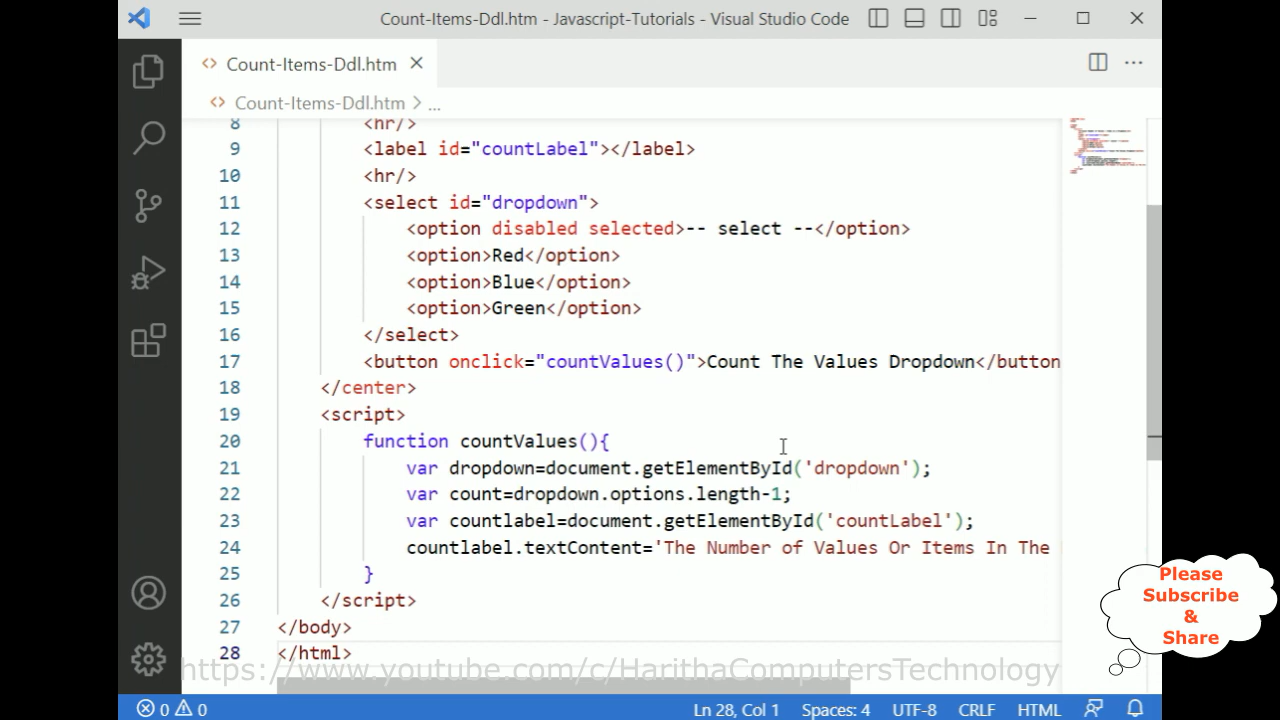 Count-Items-Ddl.htm - Javascript-Tutorials - Visual Studio Code
Count-Items-Ddl.htm
Count-Items-Ddl.htm > ...
8 <hr/>
9 <label id="countLabel"></label>
10 <hr/>
11 <select id="dropdown">
12 <option disabled selected>-- select --</option>
13 <option>Red</option>
14 <option>Blue</option>
15 <option>Green</option>
16 </select>
17 <button onclick="countValues()">Count The Values Dropdown</button
18 </center>
19 <script>
20 function countValues(){
21 var dropdown=document.getElementById('dropdown');
22 var count=dropdown.options.length-1;
23 var countlabel=document.getElementById('countLabel');
24 countlabel.textContent='The Number of Values Or Items In The
25 }
26 </script>
27 </body>
28 </html>
Please
Subscribe
&
Share
https://www.youtube.com/c/HarithaComputersTechnology
0 0 Ln 28, Col 1 Spaces: 4 UTF-8 CRLF HTML